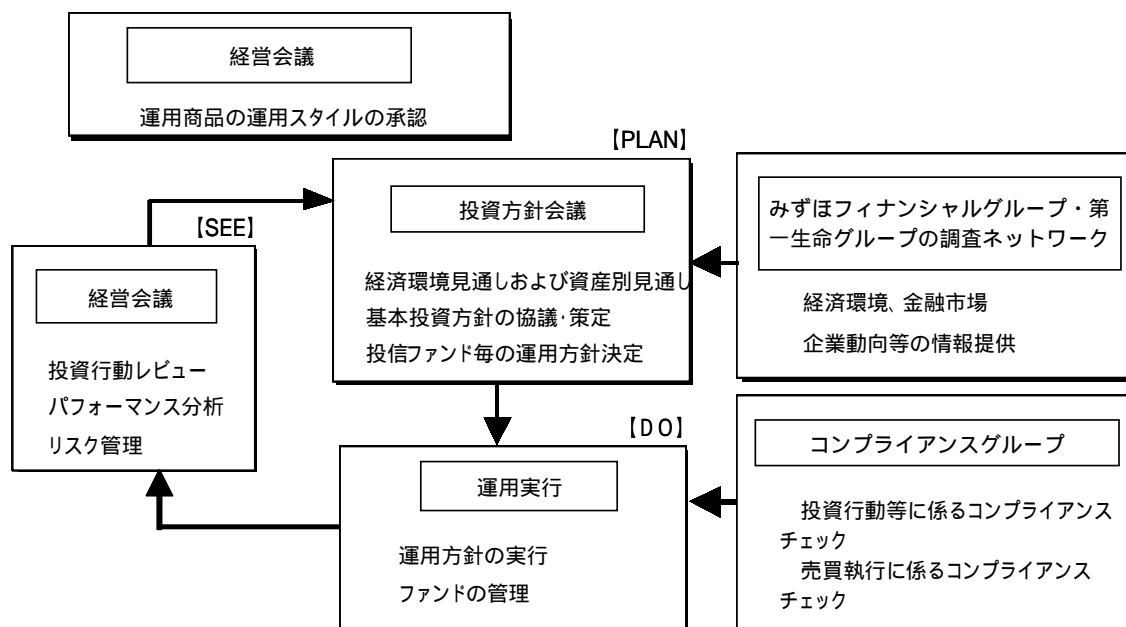 経営会議
運用商品の運用スタイルの承認
【PLAN】
投資方針会議
経済環境見通しおよび資産別見通し
基本投資方針の協議・策定
投信ファンド毎の運用方針決定
みずほフィナンシャルグループ・第
一生命グループの調査ネットワーク
経済環境、金融市場
企業動向等の情報提供
【SEE】
経営会議
投資行動レビュー
パフォーマンス分析
リスク管理
【DO】
運用実行
運用方針の実行
ファンドの管理
コンプライアンスグループ
投資行動等に係るコンプライアンス
チェック
売買執行に係るコンプライアンス
チェック